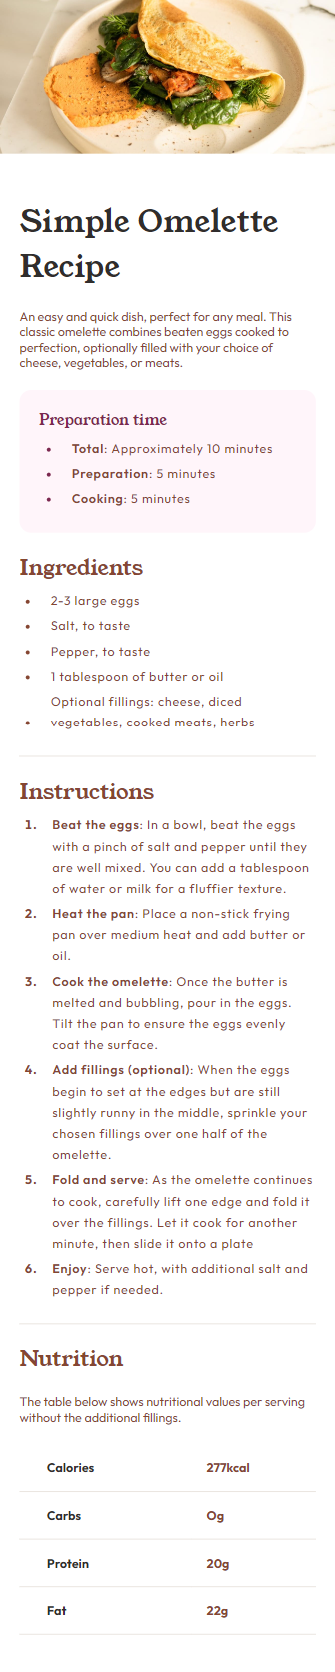 Simple Omelette
Recipe
An easy and quick dish, perfect for any meal. This
classic omelette combines beaten eggs cooked to
perfection, optionally filled with your choice of
cheese, vegetables, or meats.
Preparation time
• Total: Approximately 10 minutes
• Preparation: 5 minutes
• Cooking: 5 minutes
Ingredients
• 2-3 large eggs
• Salt, to taste
• Pepper, to taste
• 1 tablespoon of butter or oil
Optional fillings: cheese, diced
• vegetables, cooked meats, herbs
Instructions
1. Beat the eggs: In a bowl, beat the eggs
with a pinch of salt and pepper until they
are well mixed. You can add a tablespoon
of water or milk for a fluffier texture.
2. Heat the pan: Place a non-stick frying
pan over medium heat and add butter or
oil.
3. Cook the omelette: Once the butter is
melted and bubbling, pour in the eggs.
Tilt the pan to ensure the eggs evenly
coat the surface.
4. Add fillings (optional): When the eggs
begin to set at the edges but are still
slightly runny in the middle, sprinkle your
chosen fillings over one half of the
omelette.
5. Fold and serve: As the omelette continues
to cook, carefully lift one edge and fold it
over the fillings. Let it cook for another
minute, then slide it onto a plate
6. Enjoy: Serve hot, with additional salt and
pepper if needed.
Nutrition
The table below shows nutritional values per serving
without the additional fillings.
Calories 277kcal
Carbs 0g
Protein 20g
Fat 22g